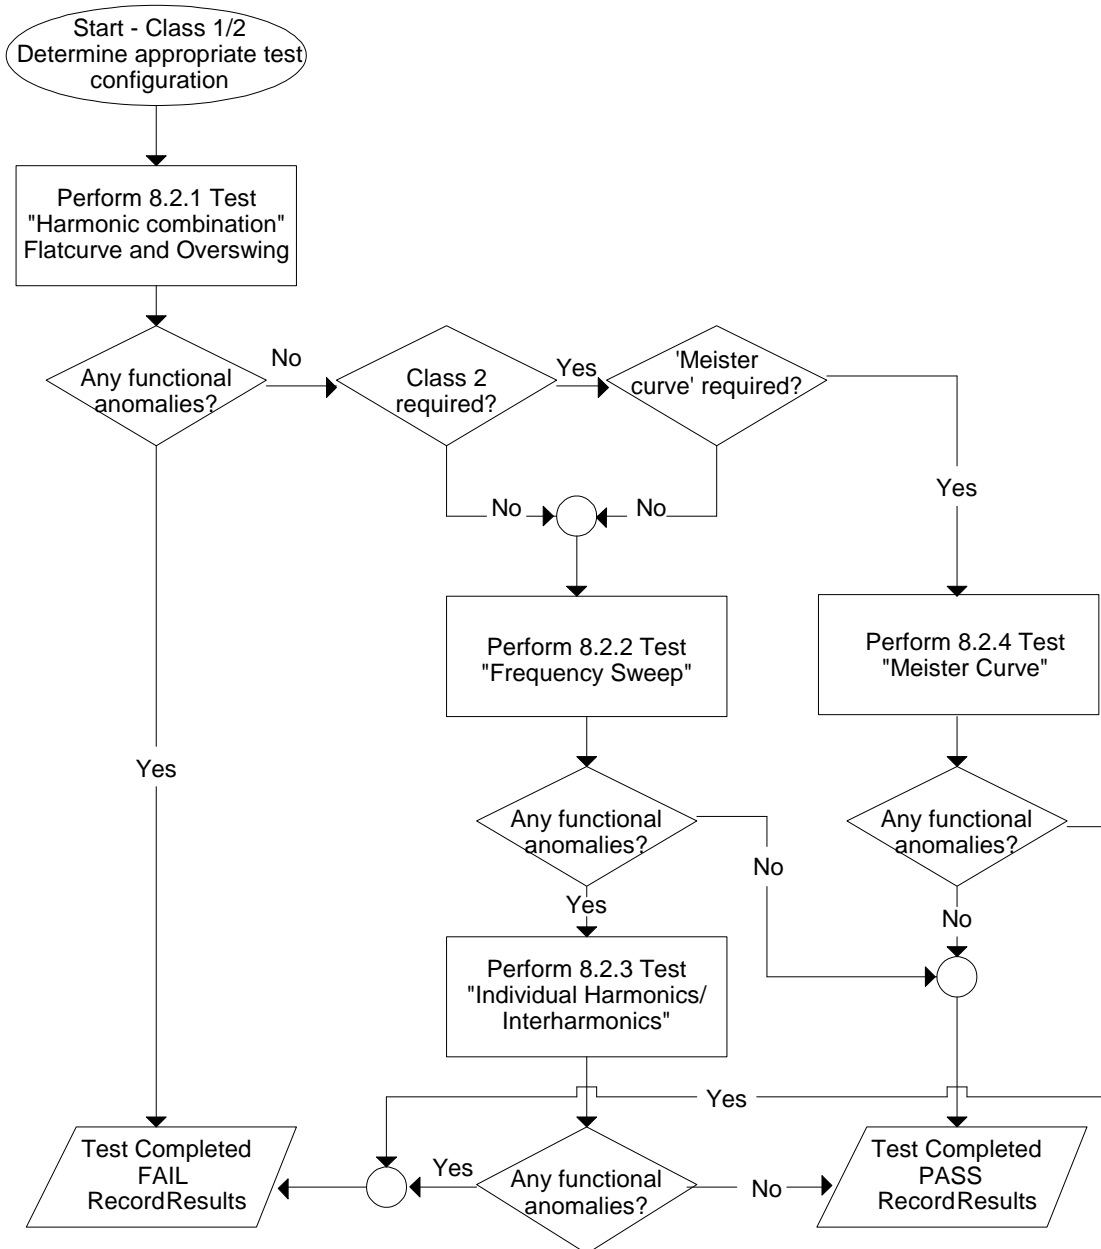 Start - Class 1/2
Determine appropriate test
configuration
Perform 8.2.1 Test
"Harmonic combination"
Flatcurve and Overswing
Any functional
anomalies?
No
Class 2
required?
Yes
'Meister
curve' required?
Yes
No
No
Perform 8.2.2 Test
"Frequency Sweep"
Perform 8.2.4 Test
"Meister Curve"
Yes
Any functional
anomalies?
No
Any functional
anomalies?
Yes
No
Perform 8.2.3 Test
"Individual Harmonics/
Interharmonics"
Yes
Test Completed
FAIL
RecordResults
Yes
Any functional
anomalies?
No
Test Completed
PASS
RecordResults